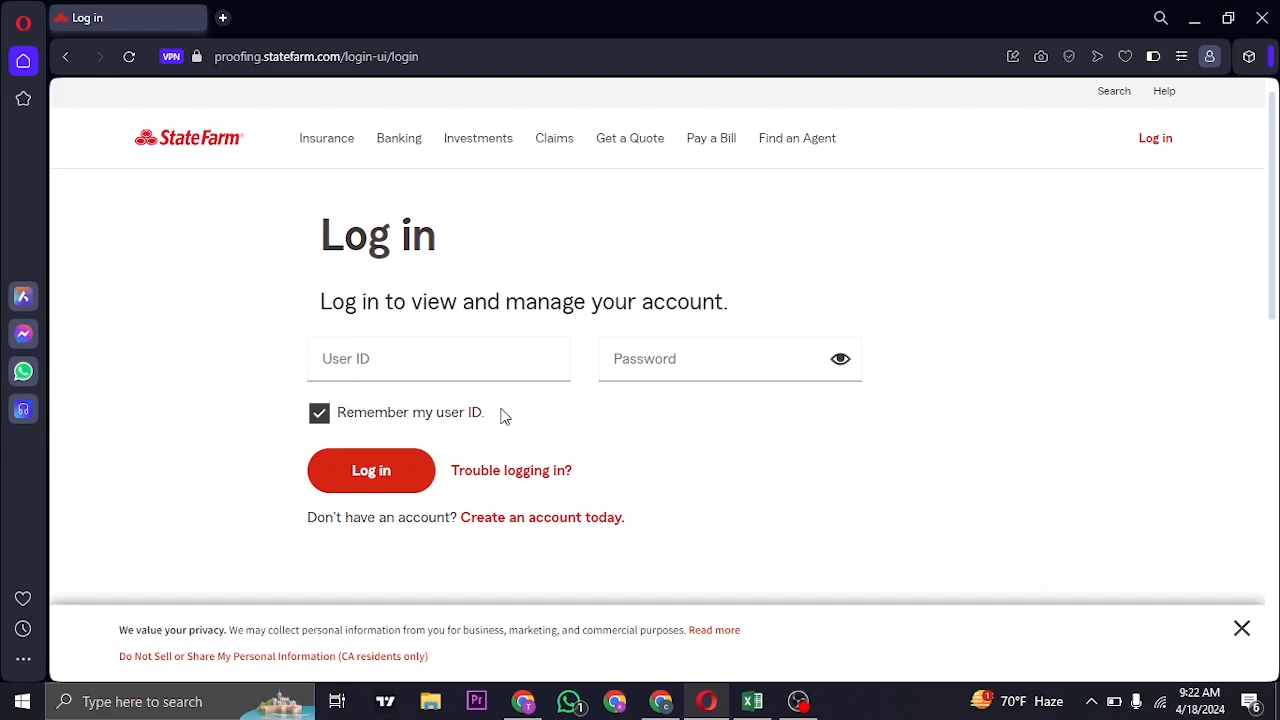 Log in
VPN
proofing.statefarm.com/login-ui/login
Search Help
StateFarm®
Insurance Banking Investments Claims Get a Quote Pay a Bill Find an Agent Log in
Log in
Log in to view and manage your account.
User ID Password
Remember my user ID.
Log in Trouble logging in?
Don't have an account? Create an account today.
We value your privacy. We may collect personal information from you for business, marketing, and commercial purposes. Read more
Do Not Sell or Share My Personal Information (CA residents only)
Type here to search Pr T 1 K C 1 70°F Haze 9:22 AM
4/18/2024 6